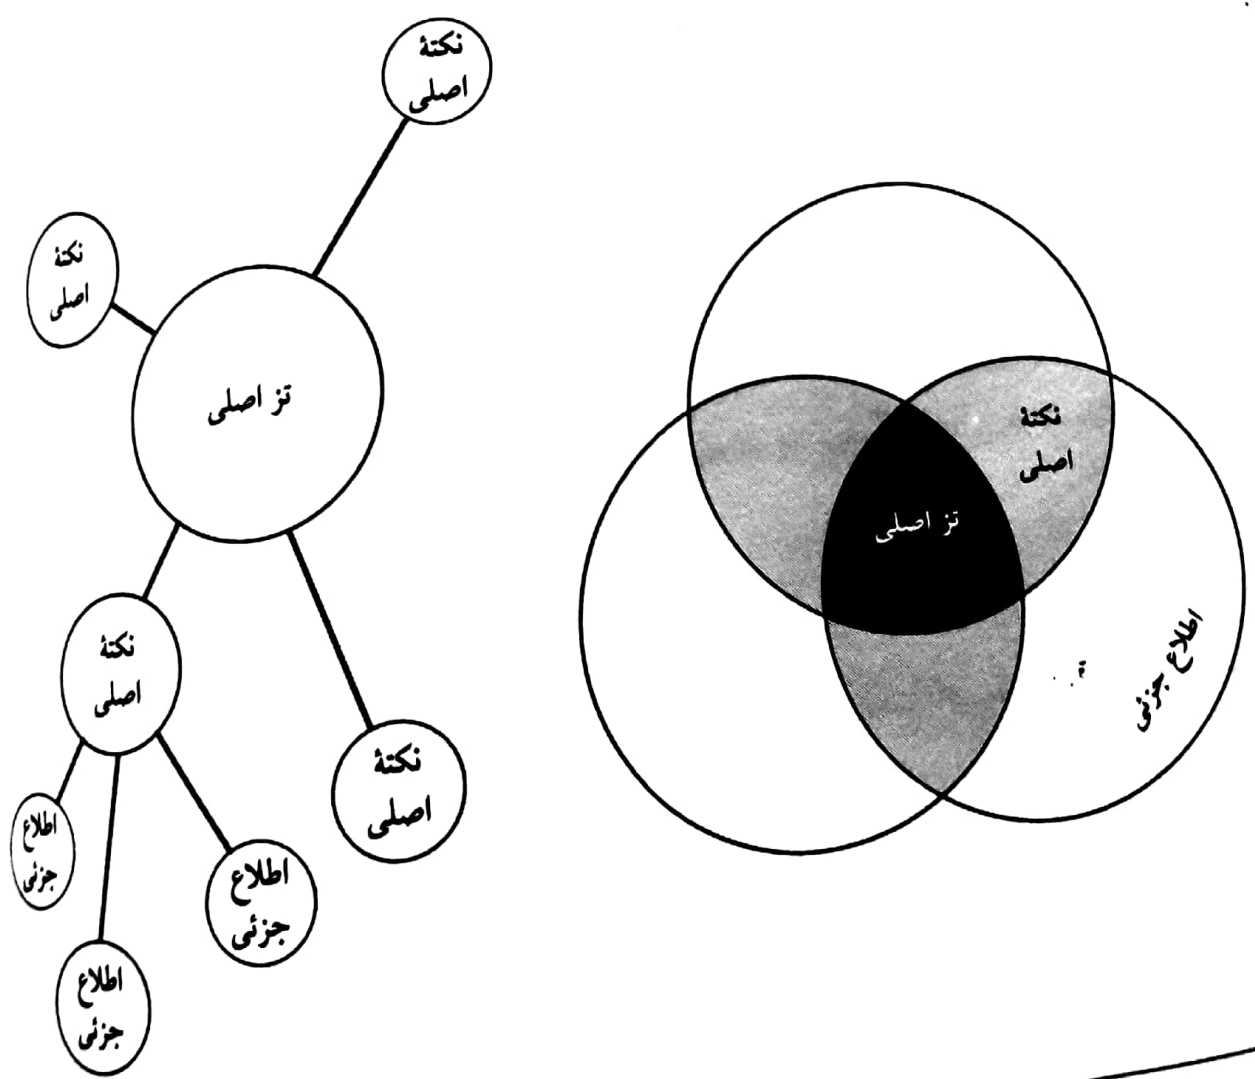 نکتهٔ
اصلی
نکتهٔ
اصلی
تز اصلی
نکتهٔ
اصلی
نکتهٔ
اصلی
اطلاع
جزئی
اطلاع
جزئی
اطلاع
جزئی
نکتهٔ
اصلی
تز اصلی
اطلاع جزئی